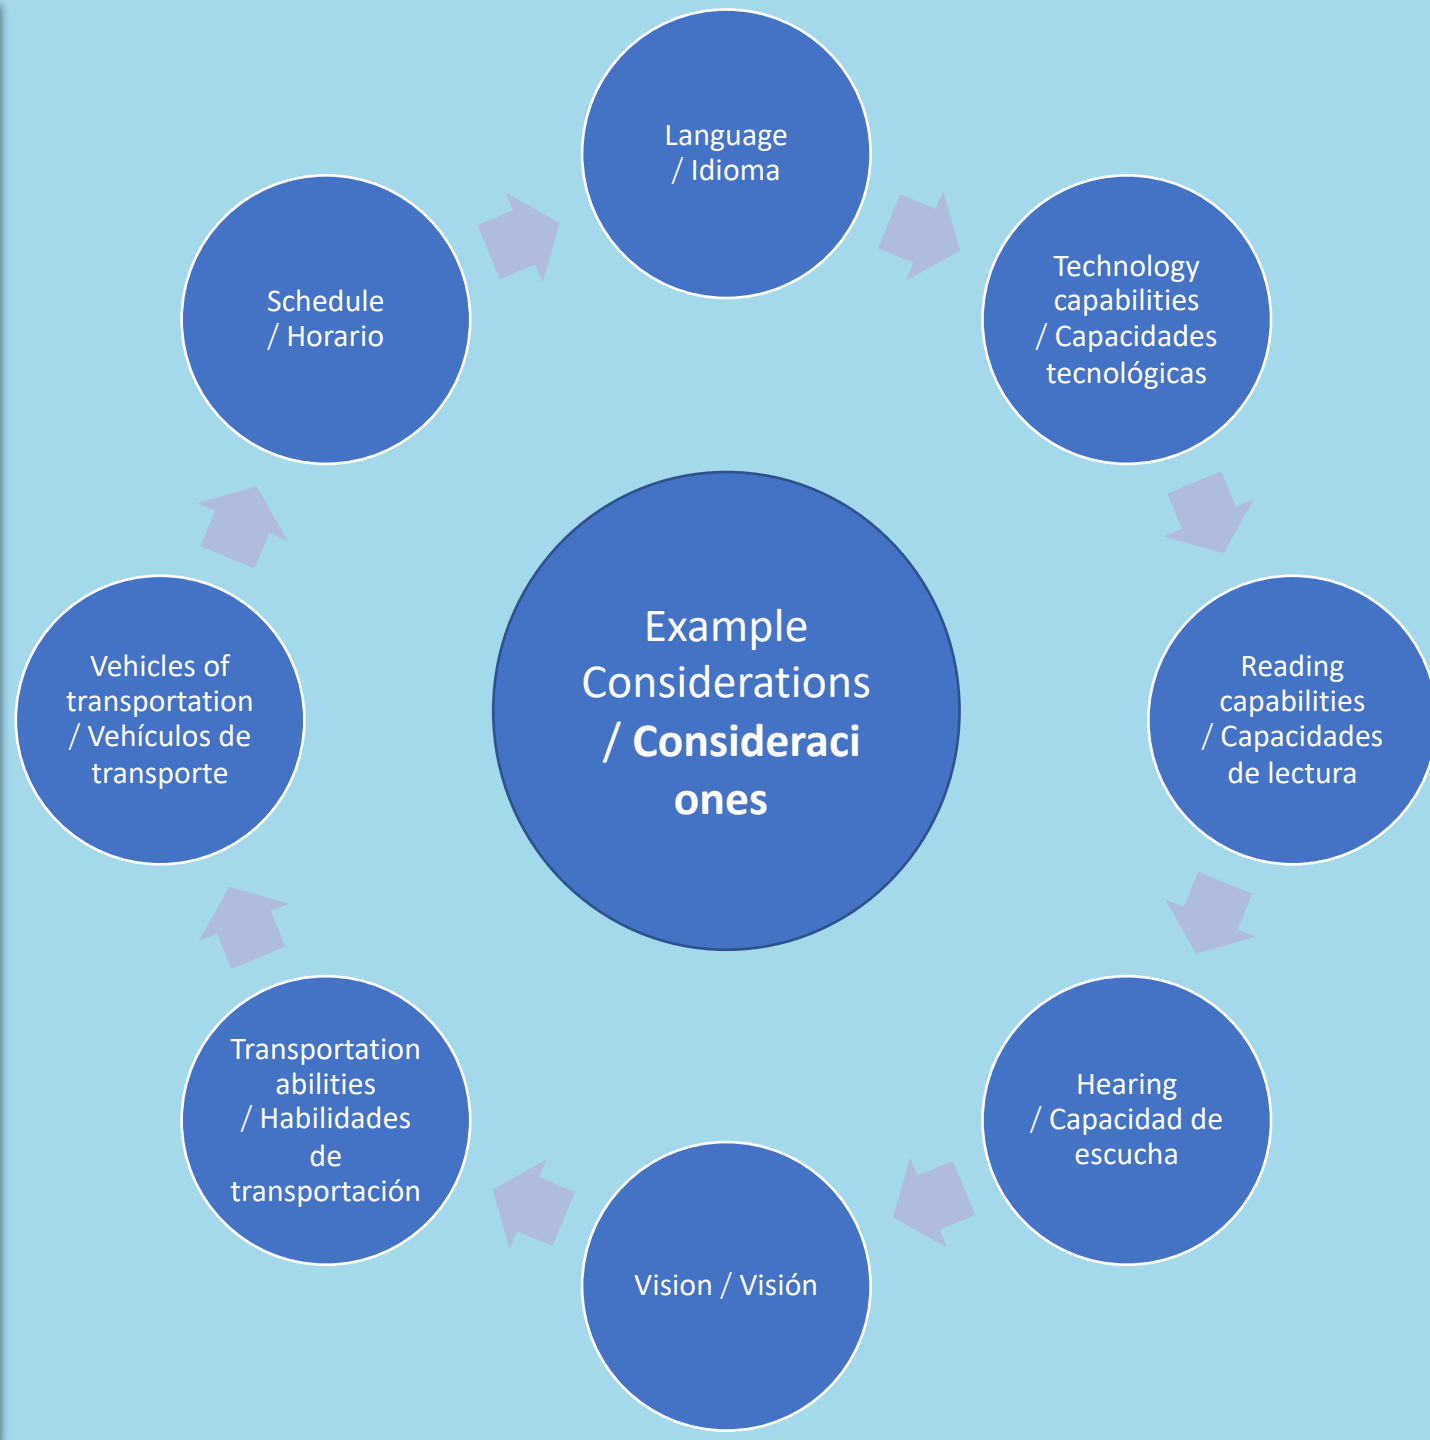 Language
/ Idioma
Technology
capabilities
/ Capacidades
tecnológicas
Reading
capabilities
/ Capacidades
de lectura
Hearing
/ Capacidad de
escucha
Vision / Visión
Transportation
abilities
/ Habilidades
de
transportación
Vehicles of
transportation
/ Vehículos de
transporte
Schedule
/ Horario
Example
Considerations
/ Consideraci
ones